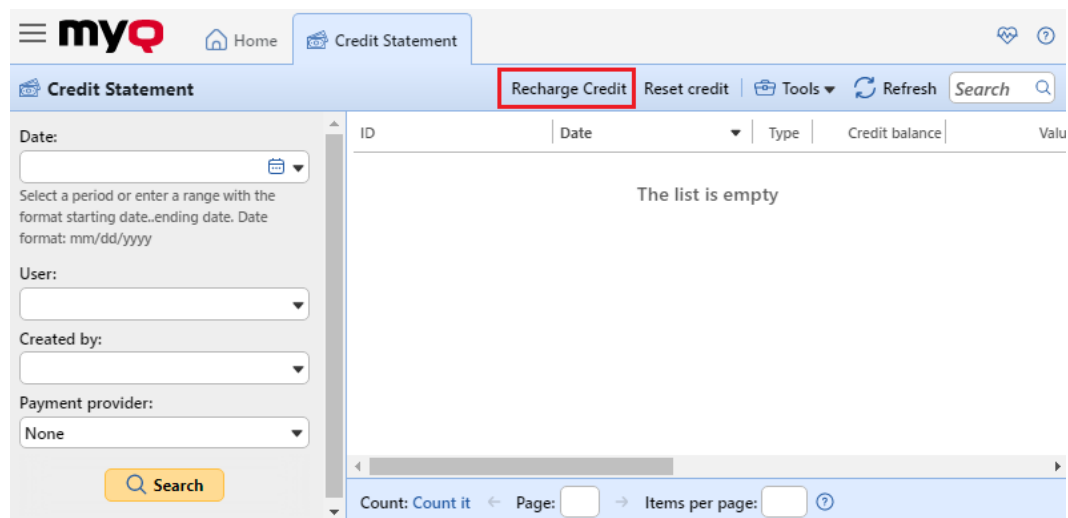 myQ
Home
Credit Statement
Credit Statement
Recharge Credit
Reset credit
Tools
Refresh
Search
Date:
Select a period or enter a range with the
format starting date..ending date. Date
format: mm/dd/yyyy
User:
Created by:
Payment provider:
None
Search
ID
Date
Type
Credit balance
Valu
The list is empty
Count: Count it
Page:
Items per page: